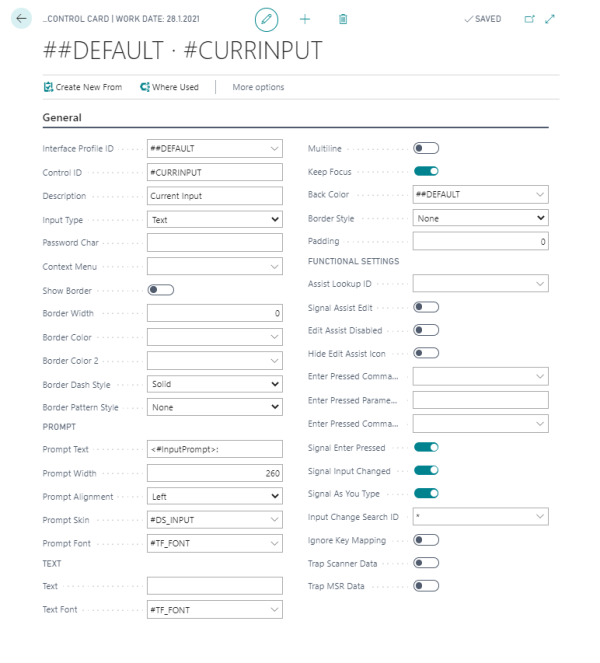 _CONTROL CARD | WORK DATE: 28.1.2021
SAVED
##DEFAULT · #CURRINPUT
Create New From
Where Used
More options
General
Interface Profile ID ##DEFAULT
Control ID #CURRINPUT
Description Current Input
Input Type Text
Password Char
Context Menu
Show Border
Border Width 0
Border Color
Border Color 2
Border Dash Style Solid
Border Pattern Style None
PROMPT
Prompt Text <#InputPrompt>:
Prompt Width 260
Prompt Alignment Left
Prompt Skin #DS_INPUT
Prompt Font #TF_FONT
TEXT
Text
Text Font #TF_FONT
Multiline
Keep Focus
Back Color ##DEFAULT
Border Style None
Padding 0
FUNCTIONAL SETTINGS
Assist Lookup ID
Signal Assist Edit
Edit Assist Disabled
Hide Edit Assist Icon
Enter Pressed Comma...
Enter Pressed Parame...
Enter Pressed Comma...
Signal Enter Pressed
Signal Input Changed
Signal As You Type
Input Change Search ID *
Ignore Key Mapping
Trap Scanner Data
Trap MSR Data